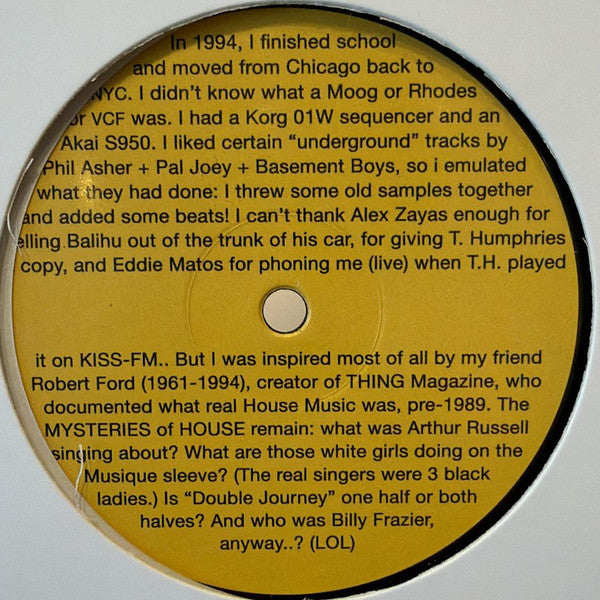 In 1994, I finished school
and moved from Chicago back to
NYC. I didn't know what a Moog or Rhodes
or VCF was. I had a Korg 01W sequencer and an
Akai S950. I liked certain "underground" tracks by
Phil Asher + Pal Joey + Basement Boys, so i emulated
what they had done: I threw some old samples together
and added some beats! I can't thank Alex Zayas enough for
elling Balihu out of the trunk of his car, for giving T. Humphries
copy, and Eddie Matos for phoning me (live) when T.H. played
it on KISS-FM.. But I was inspired most of all by my friend
Robert Ford (1961-1994), creator of THING Magazine, who
documented what real House Music was, pre-1989. The
MYSTERIES of HOUSE remain: what was Arthur Russell
singing about? What are those white girls doing on the
Musique sleeve? (The real singers were 3 black
ladies.) Is "Double Journey" one half or both
halves? And who was Billy Frazier,
anyway..? (LOL)